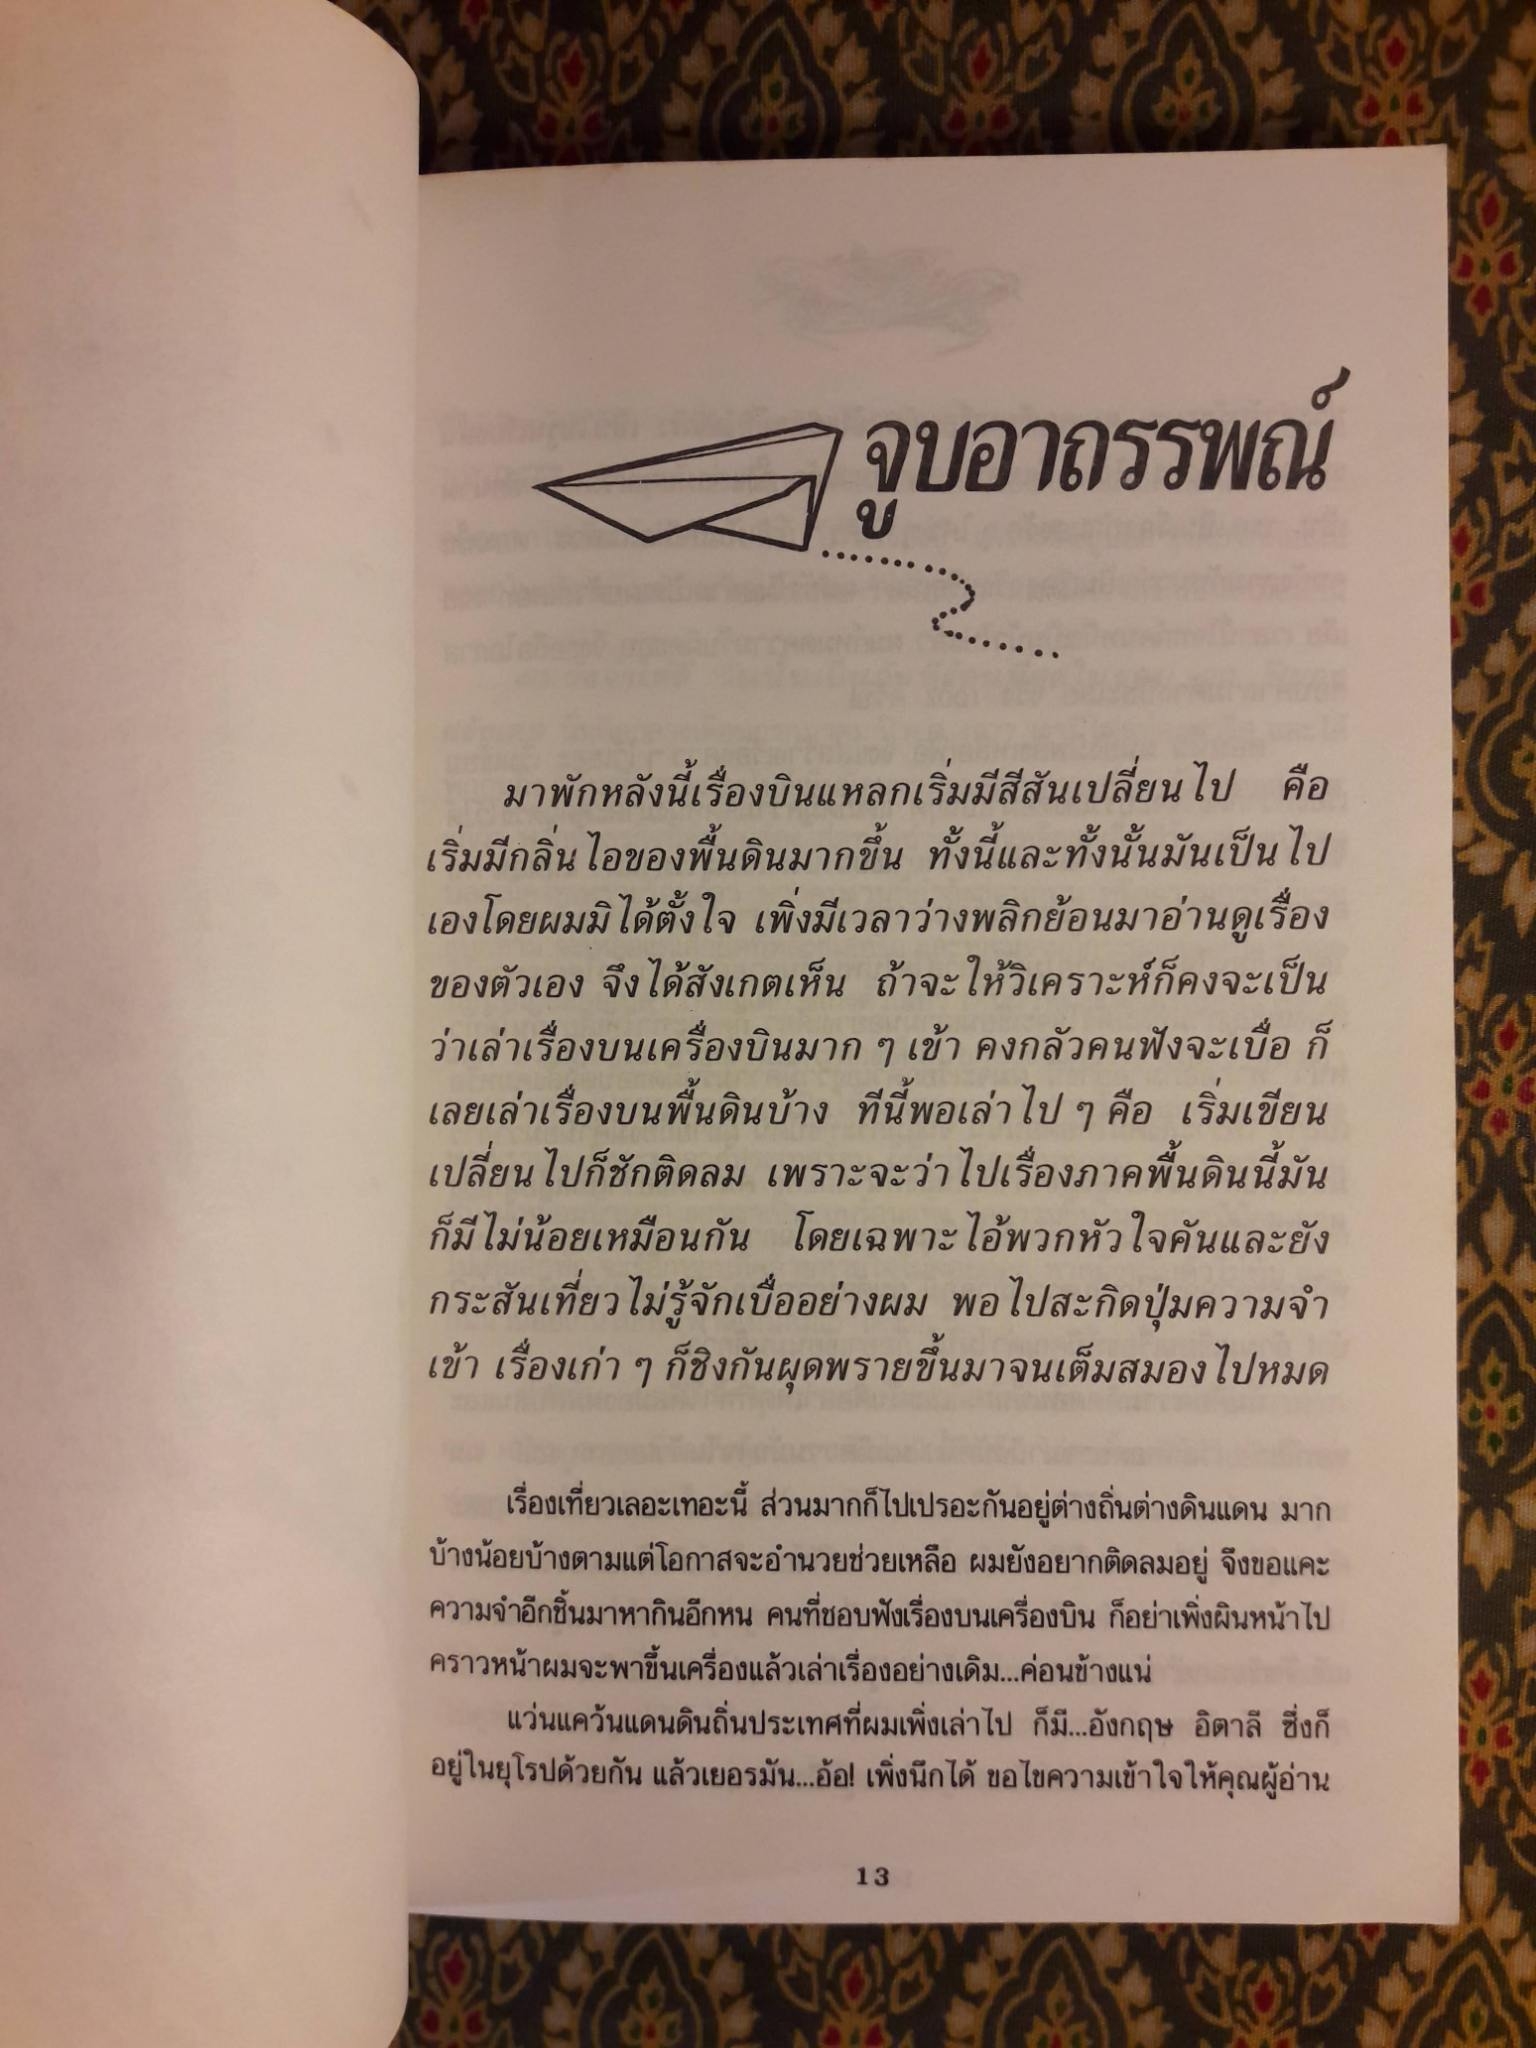 จูบอาถรรพณ์
มาพักหลังนี้เรื่องบินแหลกเริ่มมีสีสันเปลี่ยนไป คือ
เริ่มมีกลิ่นไอของพื้นดินมากขึ้น ทั้งนี้และทั้งนั้นมันเป็นไป
เองโดยผมมิได้ตั้งใจ เพิ่งมีเวลาว่างพลิกย้อนมาอ่านดูเรื่อง
ของตัวเอง จึงได้สังเกตเห็น ถ้าจะให้วิเคราะห์ก็คงจะเป็น
ว่าเล่าเรื่องบนเครื่องบินมาก ๆ เข้า คงกลัวคนฟังจะเบื่อ ก็
เลยเล่าเรื่องบนพื้นดินบ้าง ทีนี้พอเล่าไป ๆ คือ เริ่มเขียน
เปลี่ยนไปก็ชักติดลม เพราะจะว่าไปเรื่องภาคพื้นดินนี้มัน
ก็มีไม่น้อยเหมือนกัน โดยเฉพาะไอ้พวกหัวใจคันและยัง
กระสันเที่ยวไม่รู้จักเบื่ออย่างผม พอไปสะกิดปุ่มความจำ
เข้า เรื่องเก่า ๆ ก็ชิงกันผุดพรายขึ้นมาจนเต็มสมองไปหมด
เรื่องเที่ยวเลอะเทอะนี้ ส่วนมากก็ไปเปรอะกันอยู่ต่างถิ่นต่างดินแดน มาก
บ้างน้อยบ้างตามแต่โอกาสจะอำนวยช่วยเหลือ ผมยังอยากติดลมอยู่ จึงขอแคะ
ความจำอีกชิ้นมาหากินอีกหน คนที่ชอบฟังเรื่องบนเครื่องบิน ก็อย่าเพิ่งผินหน้าไป
คราวหน้าผมจะพาขึ้นเครื่องแล้วเล่าเรื่องอย่างเดิม...ค่อนข้างแน่
แว่นแคว้นแดนดินถิ่นประเทศที่ผมเพิ่งเล่าไป ก็มี...อังกฤษ อิตาลี ซึ่งก็
อยู่ในยุโรปด้วยกัน แล้วเยอรมัน...อ้อ! เพิ่งนึกได้ ขอไขความเข้าใจให้คุณผู้อ่าน
13